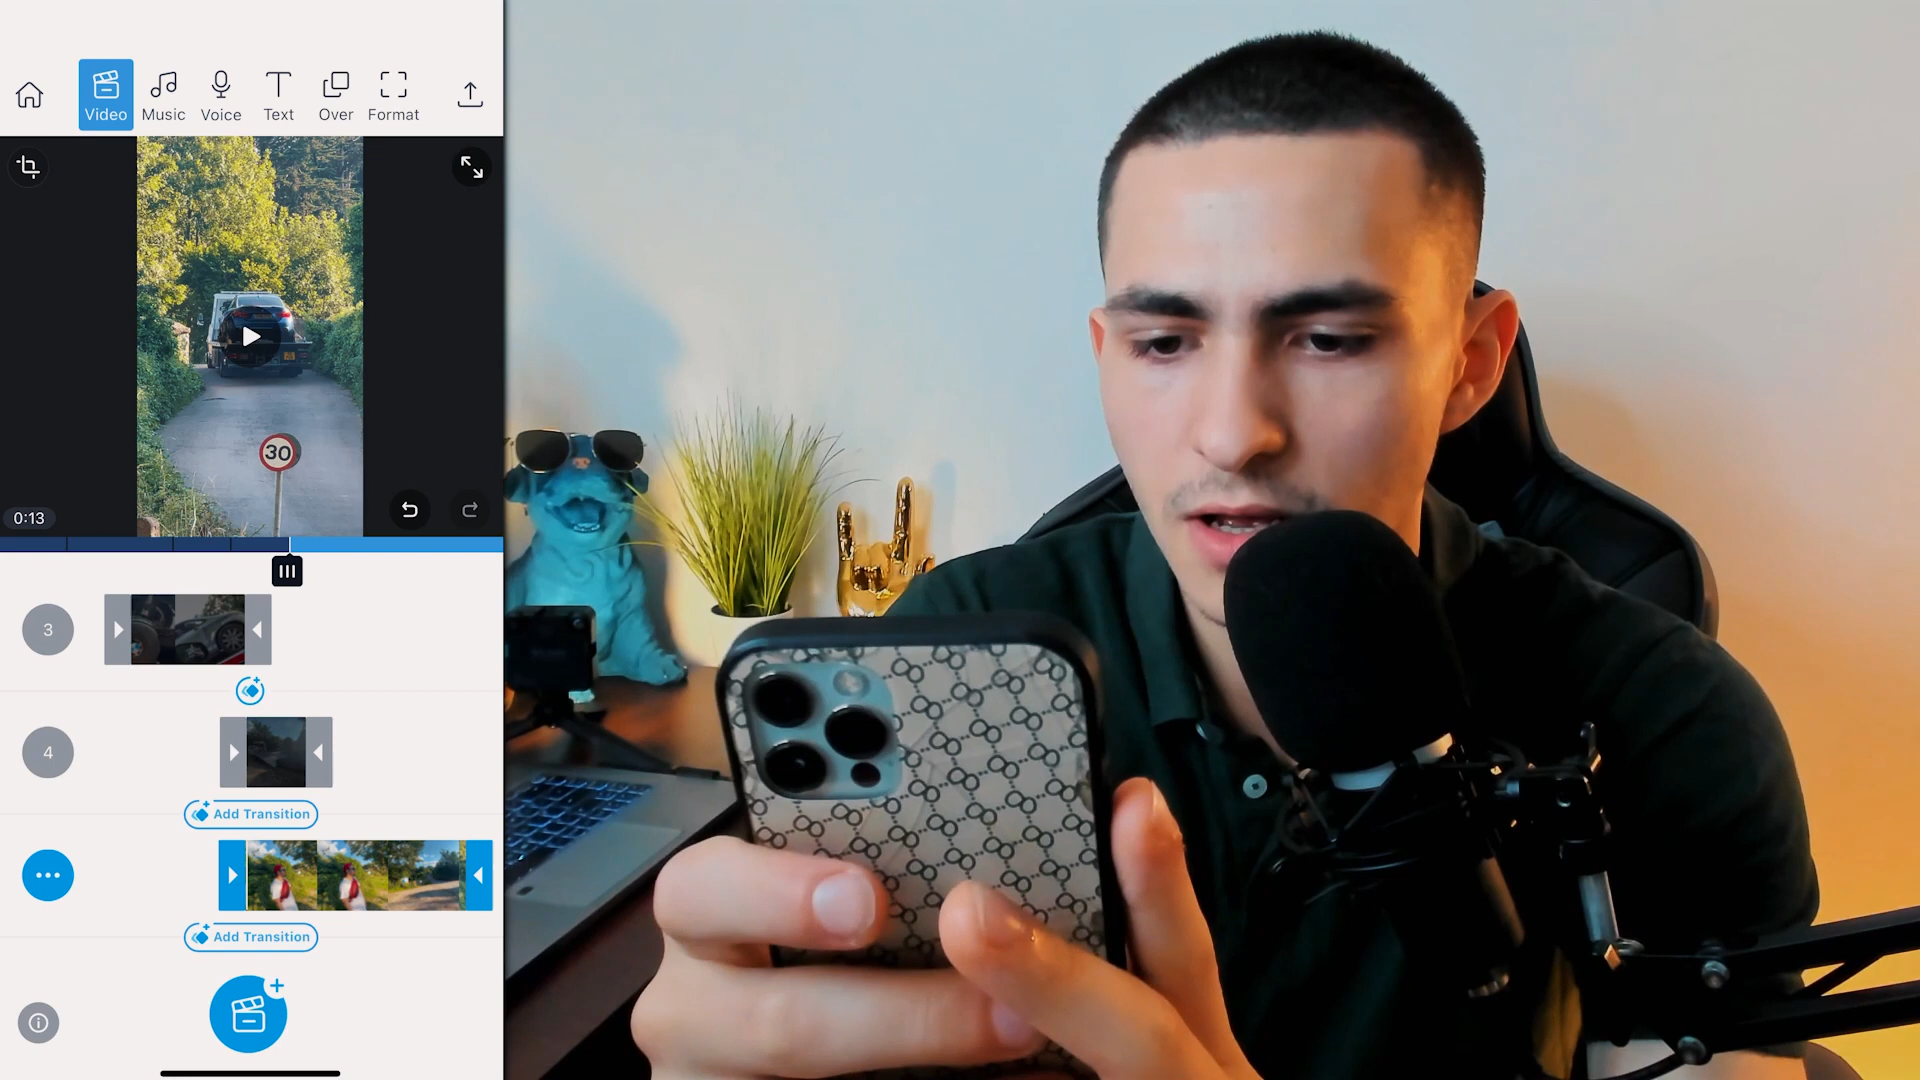 Video Music Voice Text Over Format
30
0:13
3
4
Add Transition
Add Transition